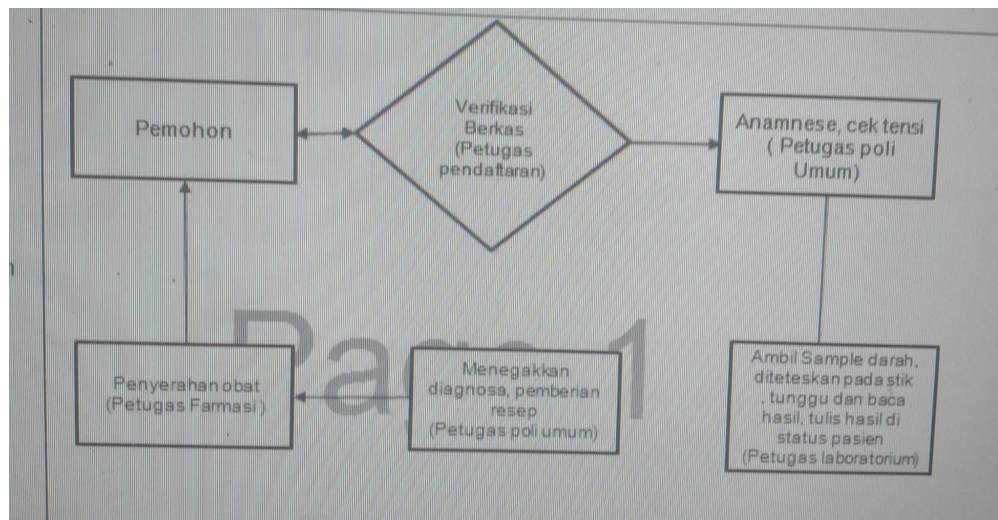 Pemohon
Verifikasi
Berkas
(Petugas
pendaftaran)
Anamnese, cek tensi
( Petugas poli
Umum)
Penyerahan obat
(Petugas Farmasi )
Menegakkan
diagnosa, pemberian
resep
(Petugas poli umum)
Ambil Sample darah,
diteteskan pada stik
, tunggu dan baca
hasil, tulis hasil di
status pasien
(Petugas laboratorium)
Page 1